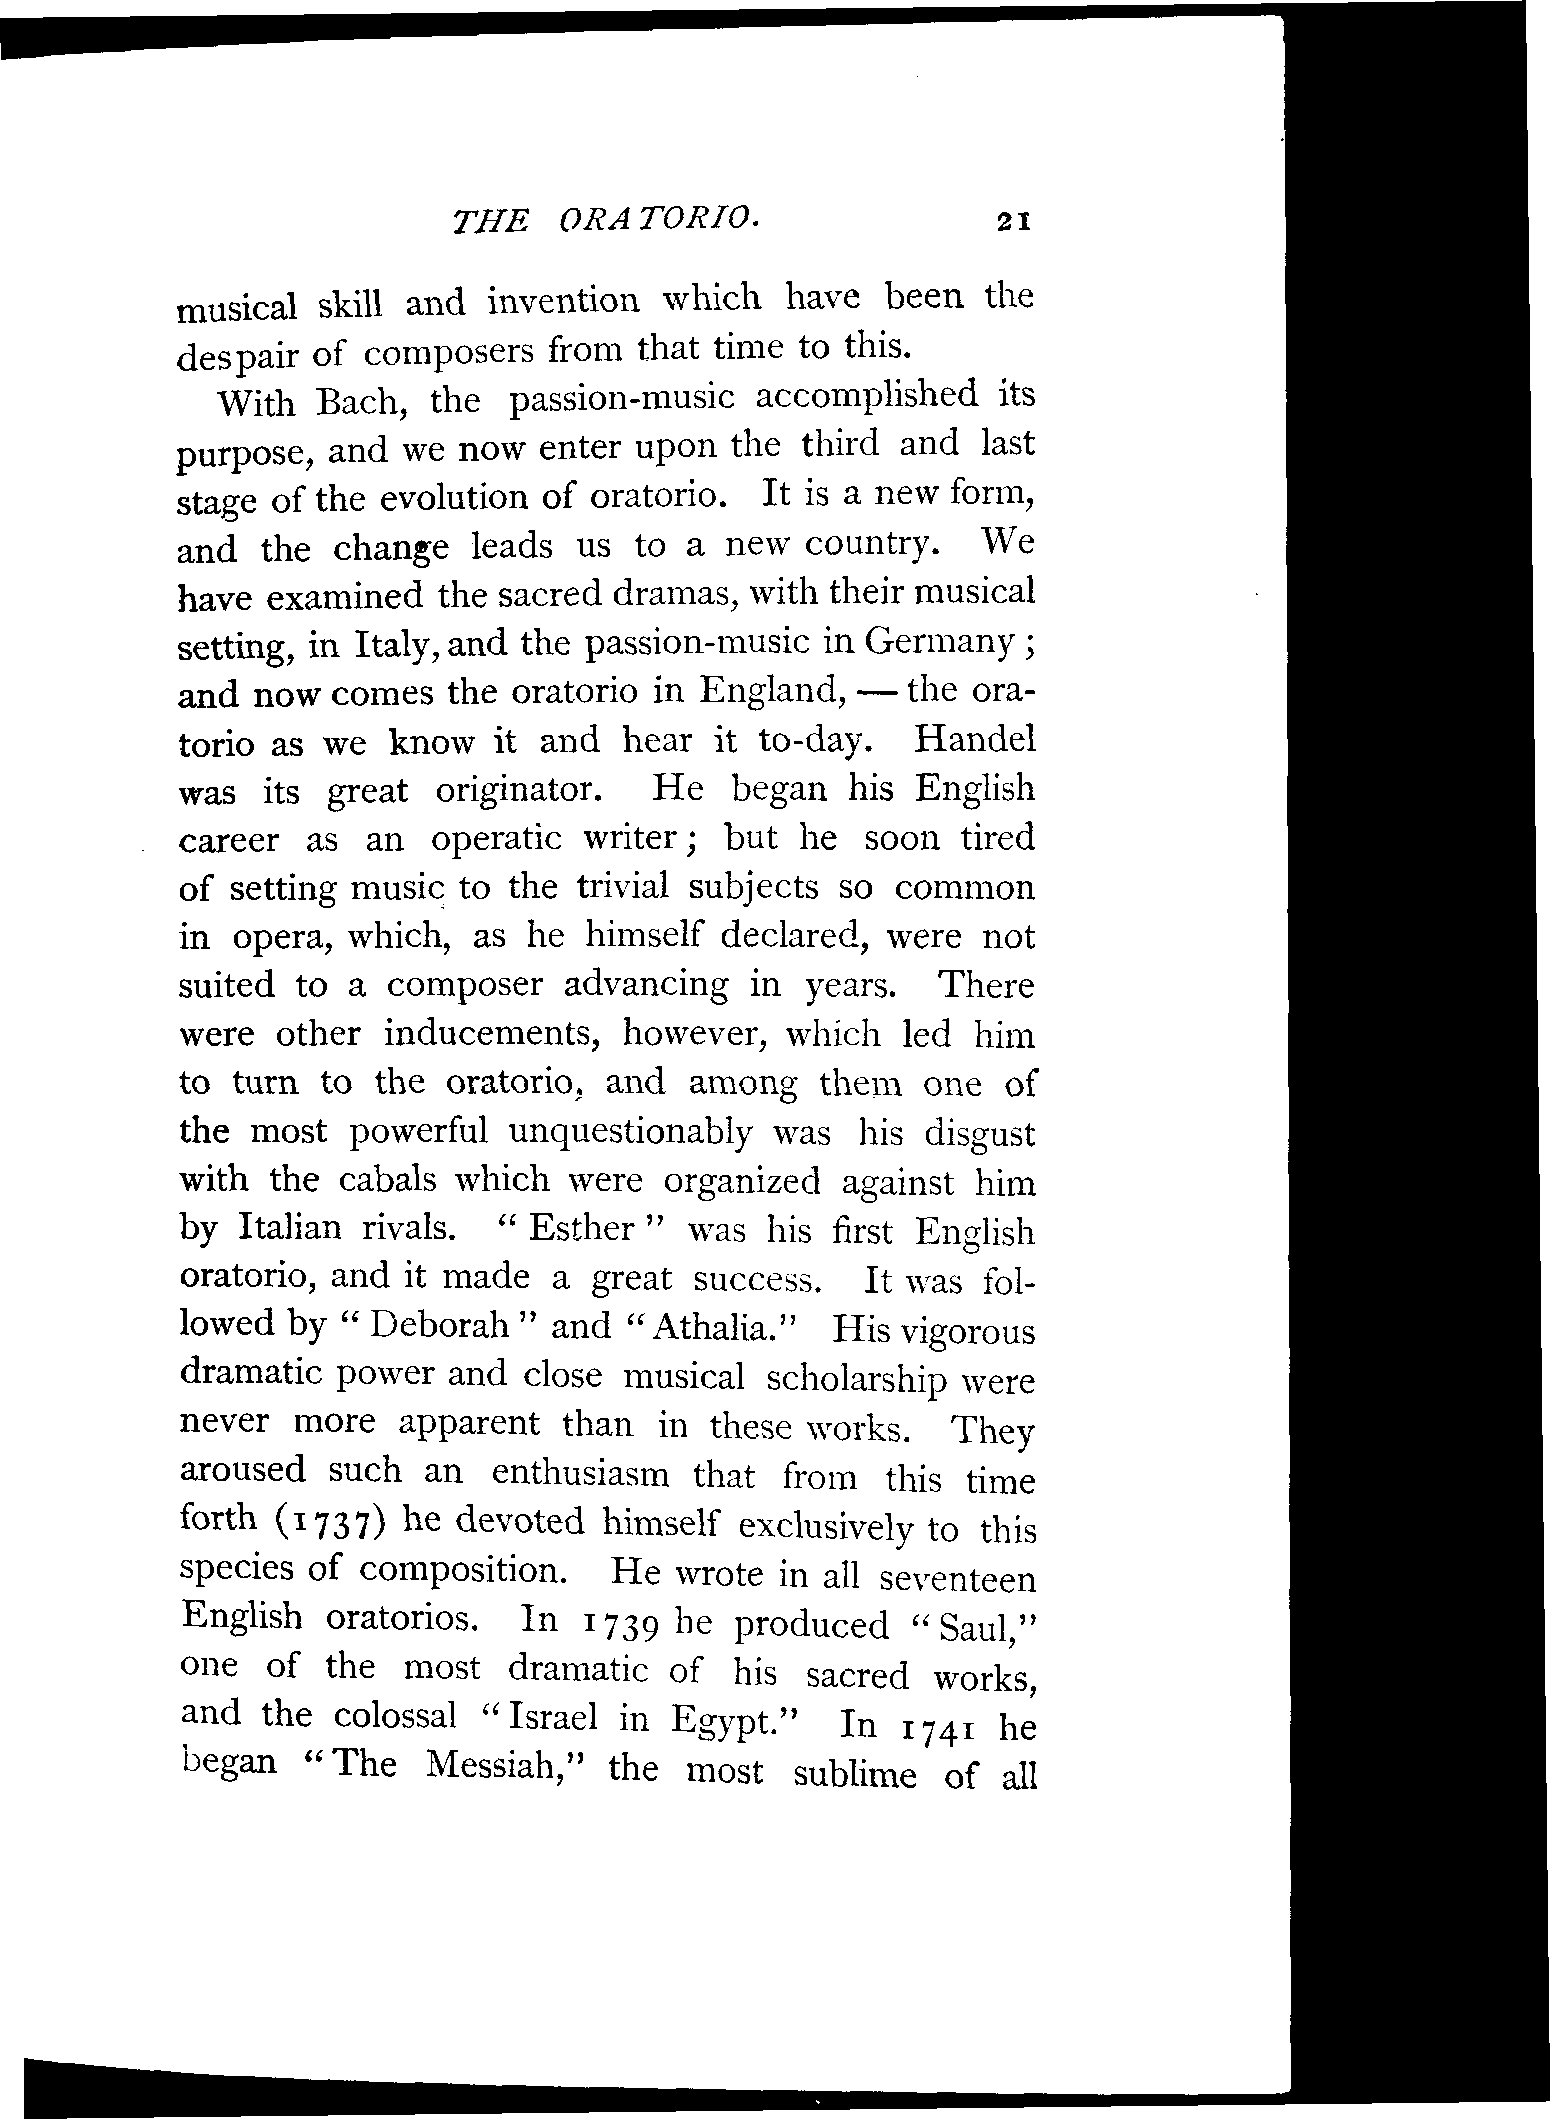 THE ORATORIO. 21
musical skill and invention which have been the
despair of composers from that time to this.
With Bach, the passion-music accomplished its
purpose, and we now enter upon the third and last
stage of the evolution of oratorio. It is a new form,
and the change leads us to a new country. We
have examined the sacred dramas, with their musical
setting, in Italy, and the passion-music in Germany ;
and now comes the oratorio in England, — the ora-
torio as we know it and hear it to-day. Handel
was its great originator. He began his English
career as an operatic writer ; but he soon tired
of setting music to the trivial subjects so common
in opera, which, as he himself declared, were not
suited to a composer advancing in years. There
were other inducements, however, which led him
to turn to the oratorio, and among them one of
the most powerful unquestionably was his disgust
with the cabals which were organized against him
by Italian rivals. “ Esther ” was his first English
oratorio, and it made a great success. It was fol-
lowed by “ Deborah ” and “ Athalia.” His vigorous
dramatic power and close musical scholarship were
never more apparent than in these works. They
aroused such an enthusiasm that from this time
forth (1737) he devoted himself exclusively to this
species of composition. He wrote in all seventeen
English oratorios. In 1739 he produced “ Saul,”
one of the most dramatic of his sacred works,
and the colossal “ Israel in Egypt.” In 1741 he
began “ The Messiah,” the most sublime of all